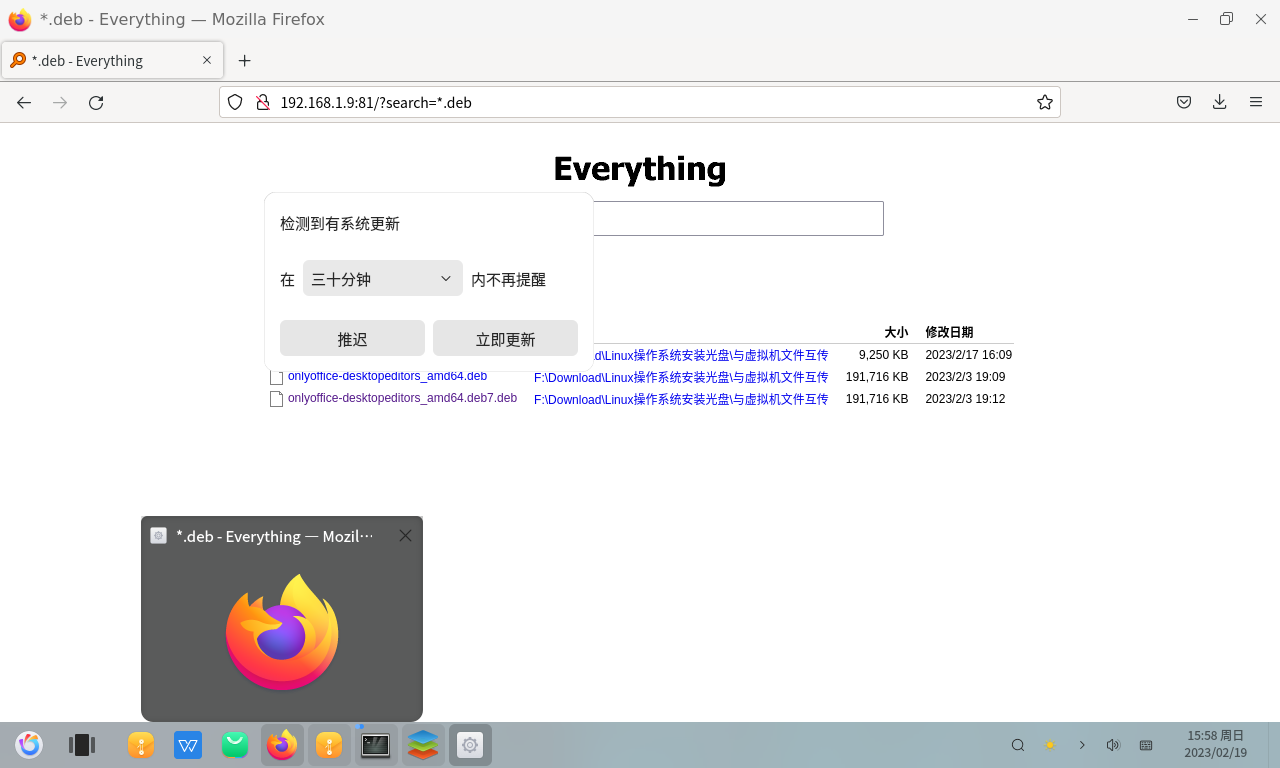 *.deb - Everything — Mozilla Firefox
*.deb - Everything
192.168.1.9:81/?search=*.deb
Everything
检测到有系统更新
在 三十分钟 内不再提醒
推迟 立即更新
大小 修改日期
d\Linux操作系统安装光盘\与虚拟机文件互传 9,250 KB 2023/2/17 16:09
onlyoffice-desktopeditors_amd64.deb F:\Download\Linux操作系统安装光盘\与虚拟机文件互传 191,716 KB 2023/2/3 19:09
onlyoffice-desktopeditors_amd64.deb7.deb F:\Download\Linux操作系统安装光盘\与虚拟机文件互传 191,716 KB 2023/2/3 19:12
*.deb - Everything — Mozil···
15:58 周日
2023/02/19